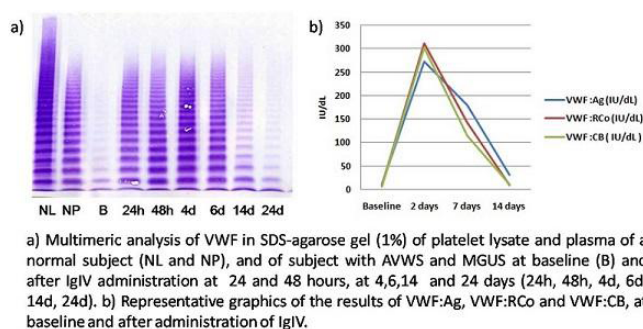 a)
NL NP B 24h 48h 4d 6d 14d 24d
b)
350
300
250
200
150
100
50
0
IU/dL
Baseline 2 days 7 days 14 days
VWF:Ag (IU/dL)
VWF:RCo (IU/dL)
VWF:CB ( IU/dL )
a) Multimeric analysis of VWF in SDS-agarose gel (1%) of platelet lysate and plasma of a
normal subject (NL and NP), and of subject with AVWS and MGUS at baseline (B) and
after IgIV administration at 24 and 48 hours, at 4,6,14 and 24 days (24h, 48h, 4d, 6d
14d, 24d). b) Representative graphics of the results of VWF:Ag, VWF:RCo and VWF:CB, at
baseline and after administration of IgIV.